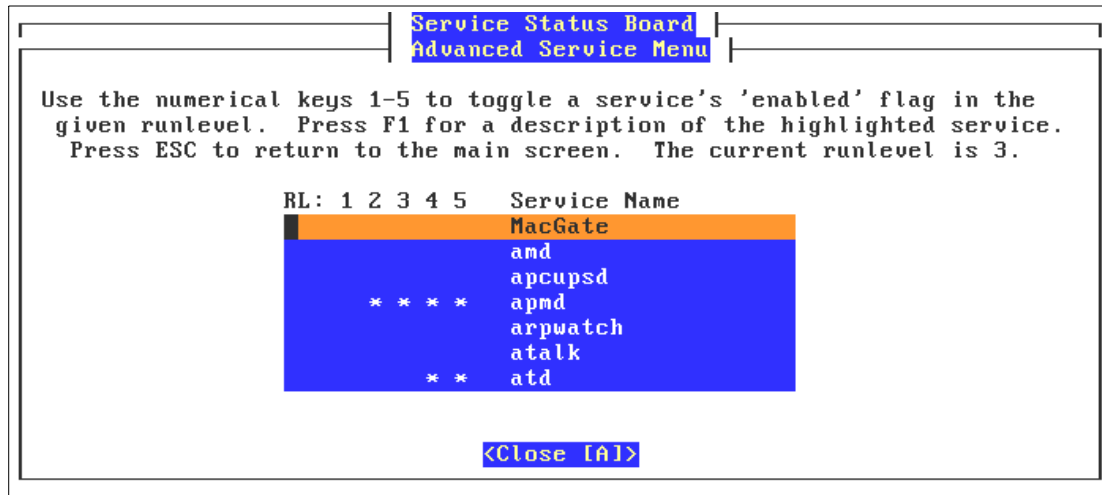 Service Status Board
Advanced Service Menu
Use the numerical keys 1-5 to toggle a service's 'enabled' flag in the
given runlevel.  Press F1 for a description of the highlighted service.
Press ESC to return to the main screen.  The current runlevel is 3.
RL: 1 2 3 4 5   Service Name
MacGate
amd
apcupsd
* * * *   apmd
arpwatch
atalk
* *   atd
<Close [A]>